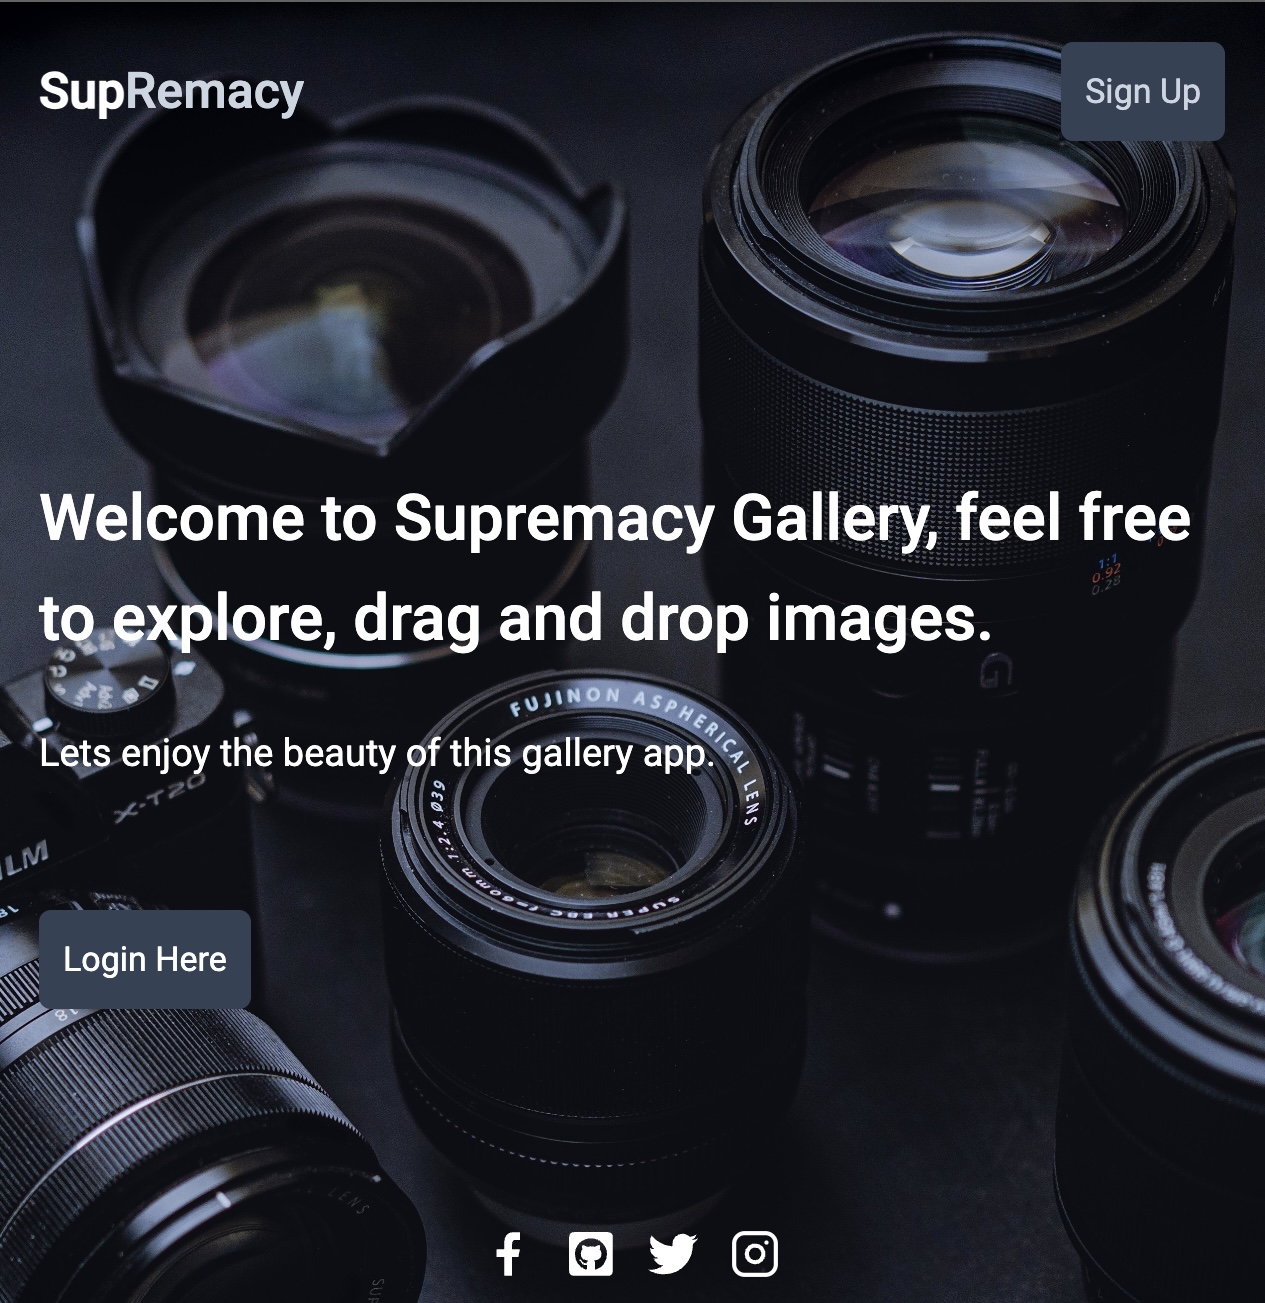 SupRemacy
Sign Up
Welcome to Supremacy Gallery, feel free
to explore, drag and drop images.
1:1
0.92
0.28
G
FUJINON ASPHERICAL LENS
Lets enjoy the beauty of this gallery app.
X-T20
ILM
Ø39
SUPER EBC f=60mm 1:2.4
Login Here
18
LENS